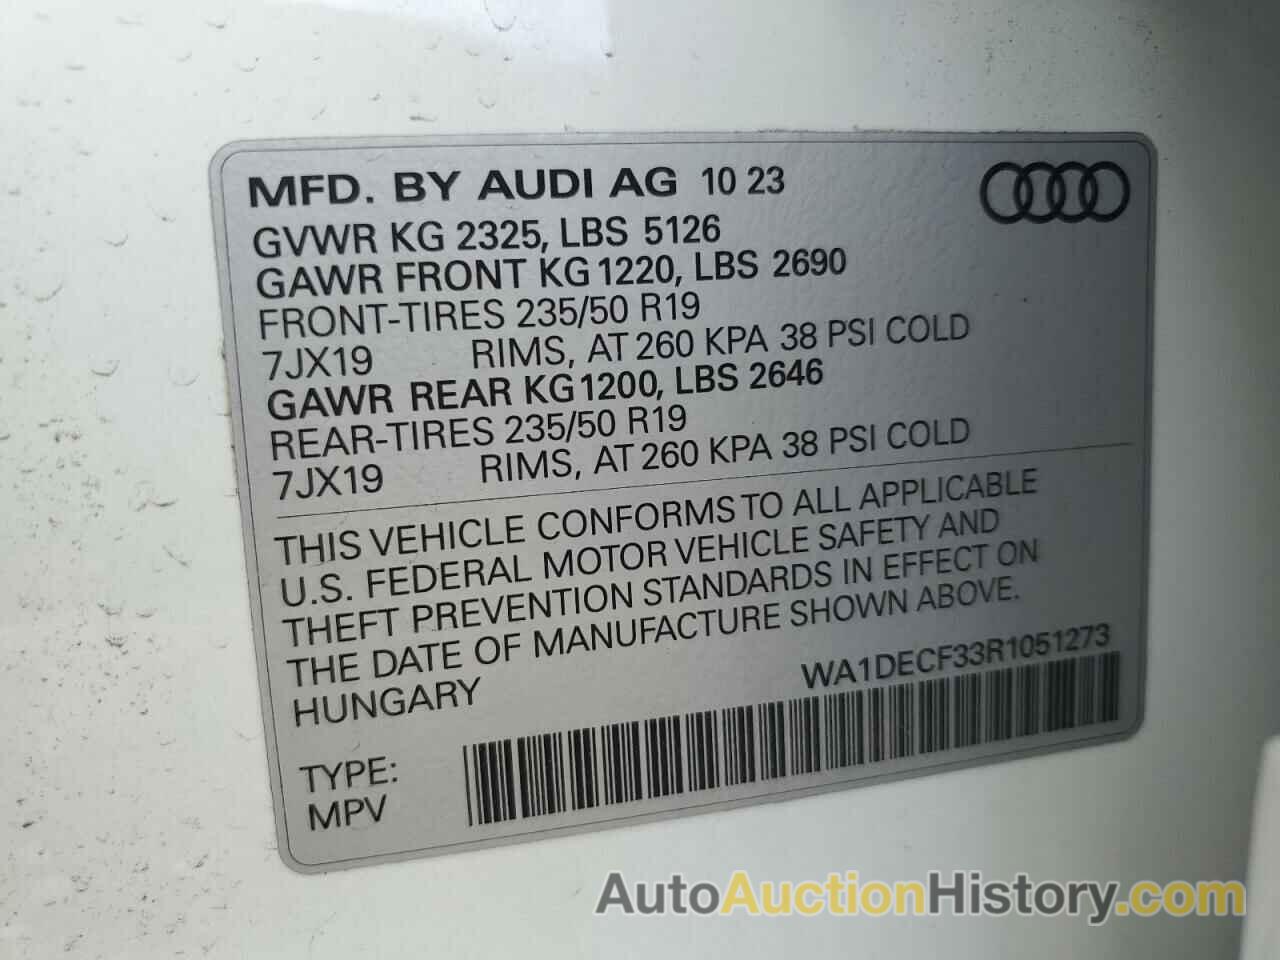 MFD. BY AUDI AG 10 23
GVWR KG 2325, LBS 5126
GAWR FRONT KG 1220, LBS 2690
FRONT-TIRES 235/50 R19
7JX19 RIMS, AT 260 KPA 38 PSI COLD
GAWR REAR KG 1200, LBS 2646
REAR-TIRES 235/50 R19
7JX19 RIMS, AT 260 KPA 38 PSI COLD
THIS VEHICLE CONFORMS TO ALL APPLICABLE
U.S. FEDERAL MOTOR VEHICLE SAFETY AND
THEFT PREVENTION STANDARDS IN EFFECT ON
THE DATE OF MANUFACTURE SHOWN ABOVE.
HUNGARY WA1DECF33R1051273
TYPE:
MPV
AutoAuctionHistory.com